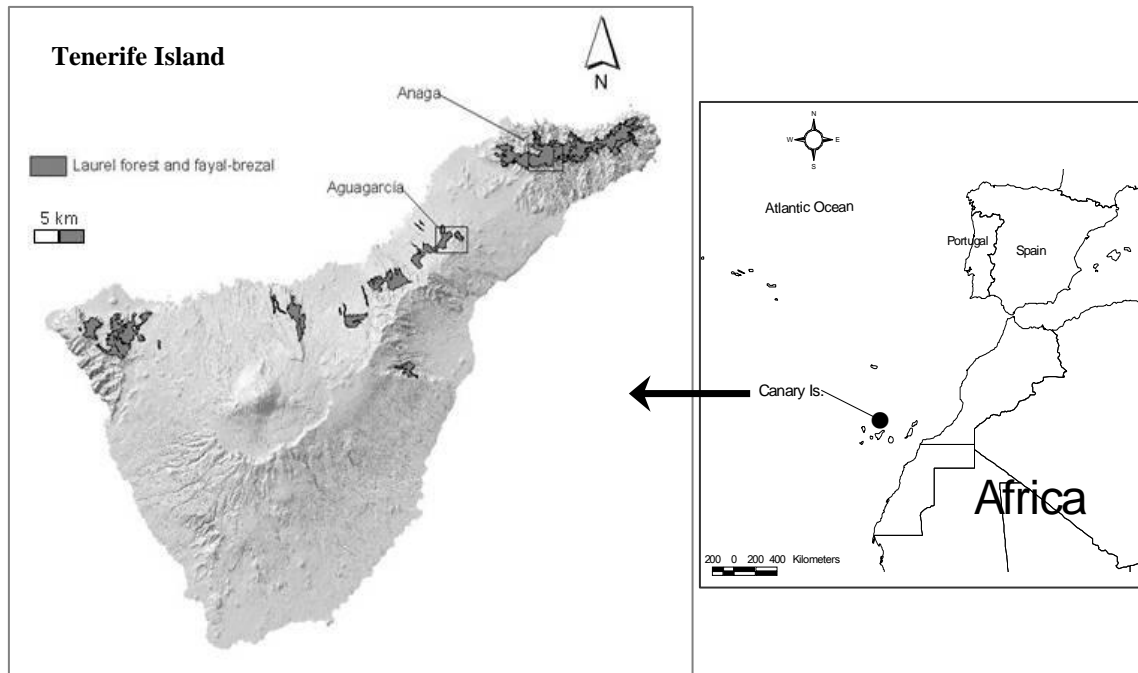 Tenerife Island
N
Anaga
Laurel forest and fayal-brezal
Aguagarcía
5 km
N
W E
S
Atlantic Ocean
Portugal
Spain
Canary Is.
Africa
200 0 200 400 Kilometers